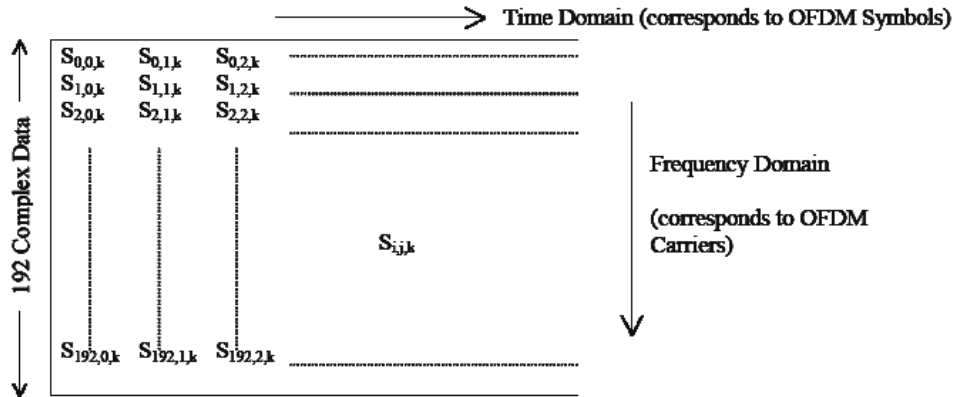 Time Domain (corresponds to OFDM Symbols)
S0,0,k S0,1,k S0,2,k
S1,0,k S1,1,k S1,2,k
S2,0,k S2,1,k S2,2,k
192 Complex Data
Frequency Domain
(corresponds to OFDM
Carriers)
Si,j,k
S192,0,k S192,1,k S192,2,k